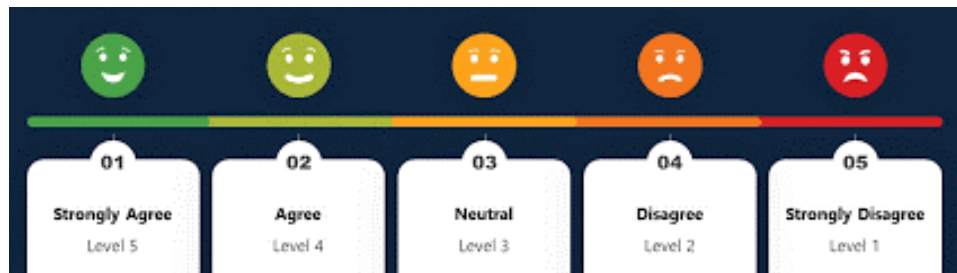 01 02 03 04 05
Strongly Agree Agree Neutral Disagree Strongly Disagree
Level 5 Level 4 Level 3 Level 2 Level 1